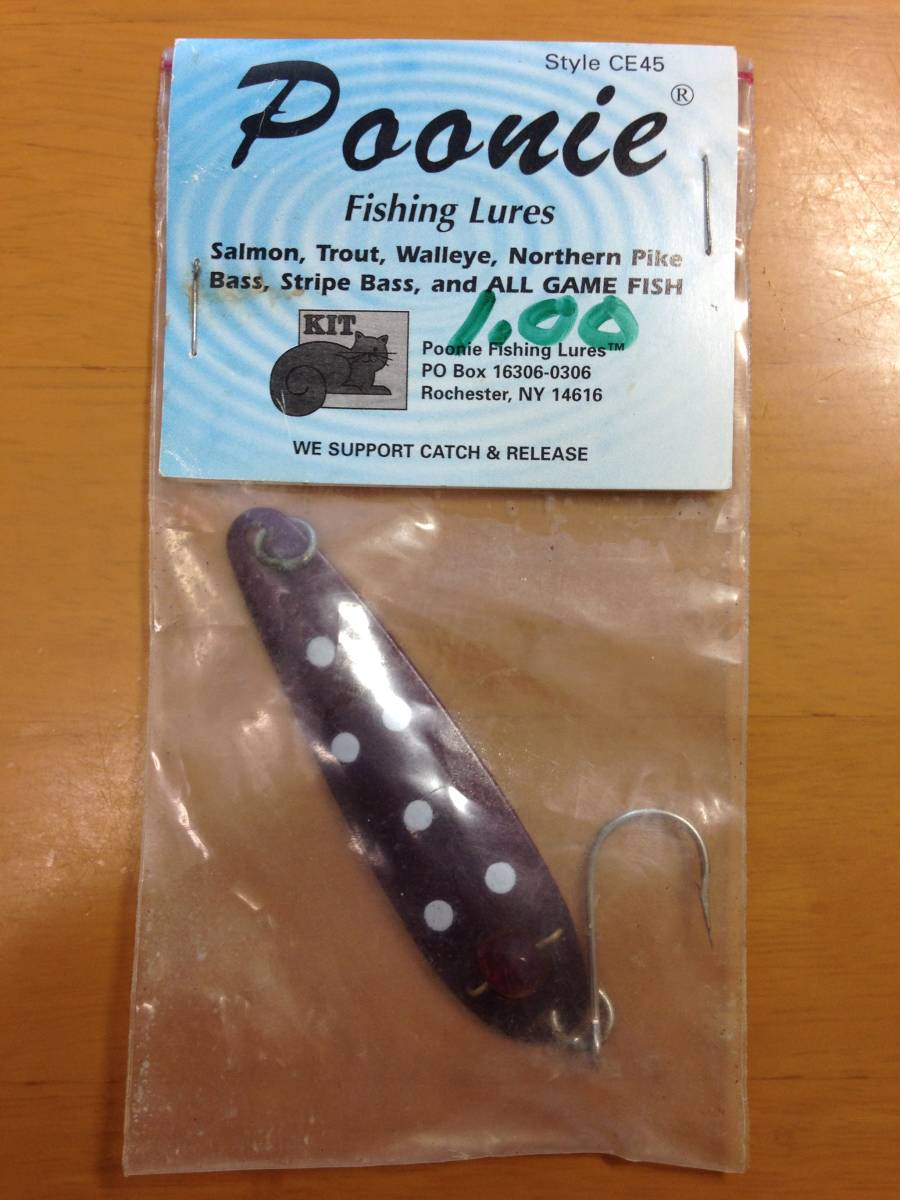 Style CE45
Poonie®
Fishing Lures
Salmon, Trout, Walleye, Northern Pike
Bass, Stripe Bass, and ALL GAME FISH
1.00
KIT
Poonie Fishing Lures™
PO Box 16306-0306
Rochester, NY 14616
WE SUPPORT CATCH & RELEASE